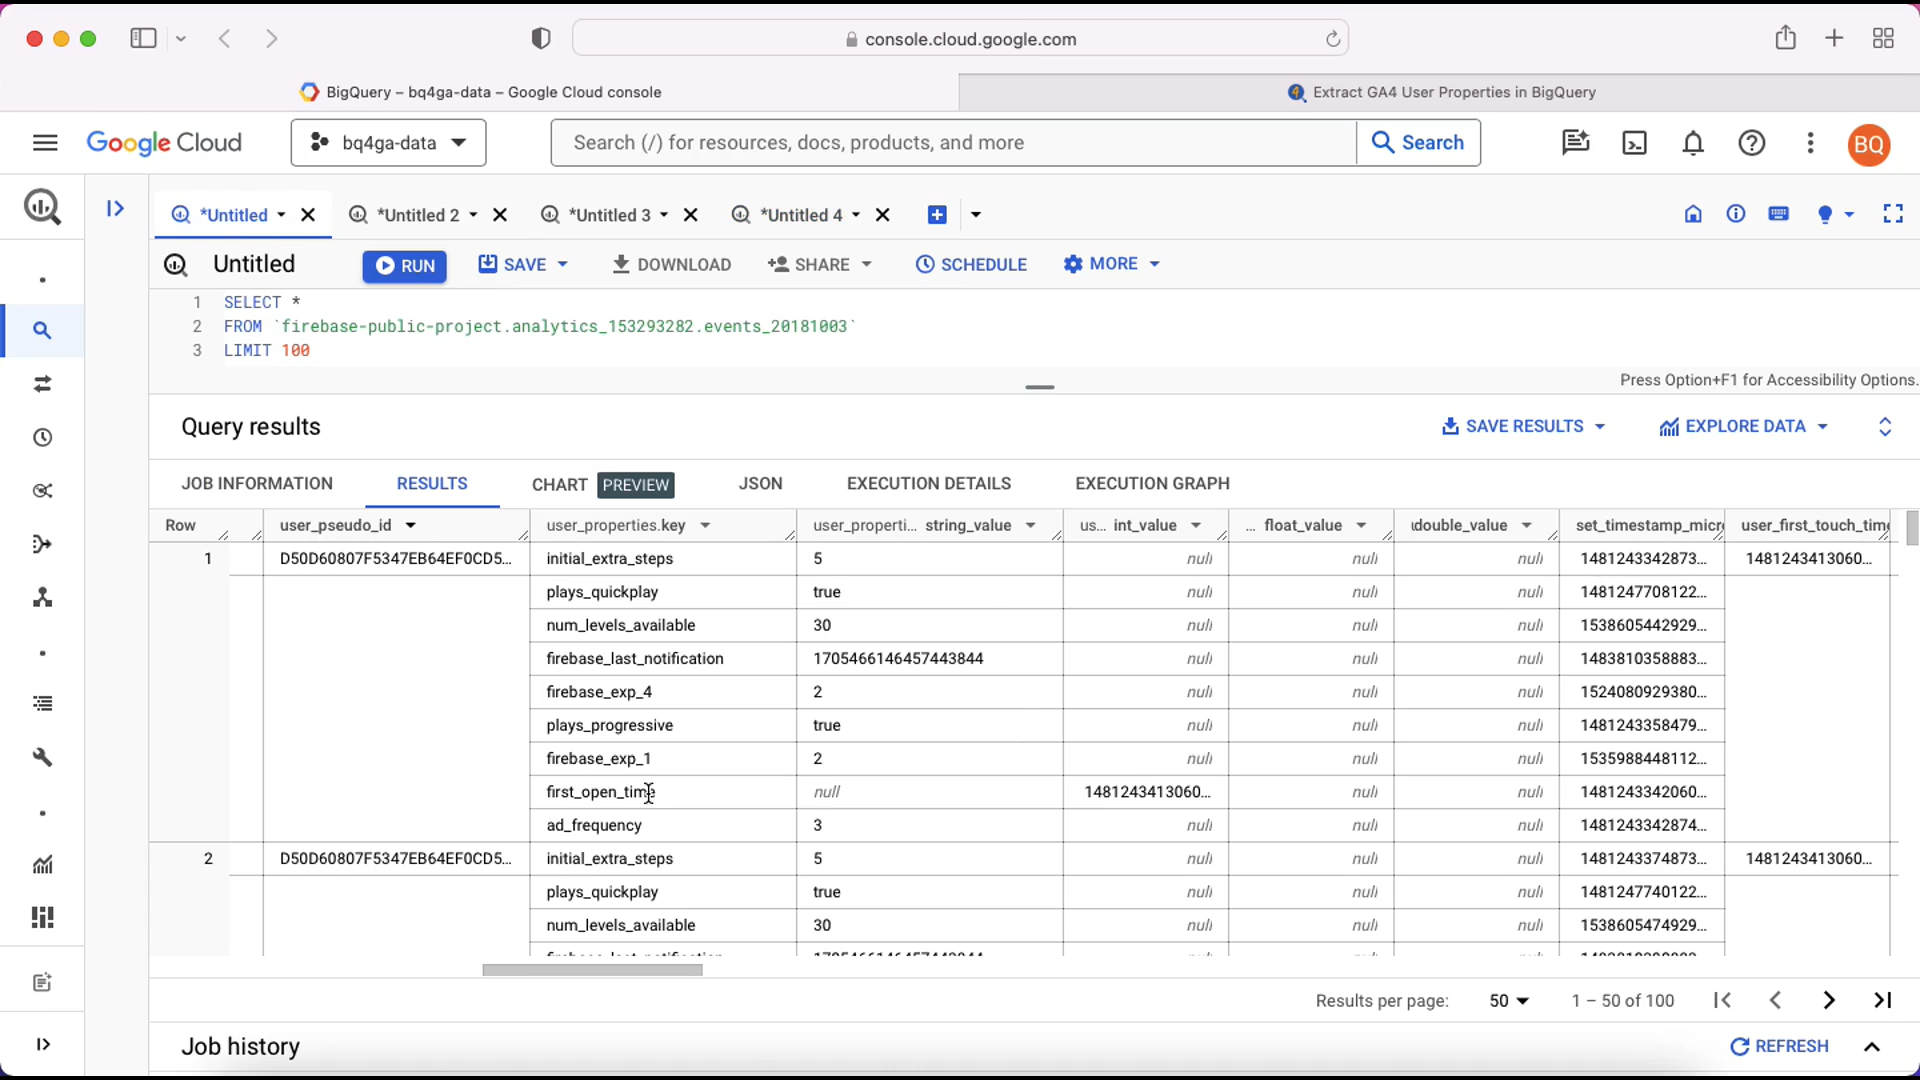 console.cloud.google.com
BigQuery – bq4ga-data – Google Cloud console
Extract GA4 User Properties in BigQuery
Google Cloud
bq4ga-data
Search (/) for resources, docs, products, and more
Search
BQ
*Untitled
*Untitled 2
*Untitled 3
*Untitled 4
Untitled
RUN
SAVE
DOWNLOAD
SHARE
SCHEDULE
MORE
1 SELECT *
2 FROM `firebase-public-project.analytics_153293282.events_20181003`
3 LIMIT 100
Press Option+F1 for Accessibility Options.
Query results
SAVE RESULTS
EXPLORE DATA
JOB INFORMATION
RESULTS
CHART PREVIEW
JSON
EXECUTION DETAILS
EXECUTION GRAPH
Row user_pseudo_id user_properties.key user_properti... string_value us... int_value ... float_value double_value set_timestamp_micr user_first_touch_time
1 D50D60807F5347EB64EF0CD5... initial_extra_steps 5 null null null 1481243342873... 1481243413060...
plays_quickplay true null null null 1481247708122...
num_levels_available 30 null null null 1538605442929...
firebase_last_notification 1705466146457443844 null null null 1483810358883...
firebase_exp_4 2 null null null 1524080929380...
plays_progressive true null null null 1481243358479...
firebase_exp_1 2 null null null 1535988448112...
first_open_time null 1481243413060... null null 1481243342060...
ad_frequency 3 null null null 1481243342874...
2 D50D60807F5347EB64EF0CD5... initial_extra_steps 5 null null null 1481243374873... 1481243413060...
plays_quickplay true null null null 1481247740122...
num_levels_available 30 null null null 1538605474929...
Results per page: 50 1 – 50 of 100
Job history
REFRESH